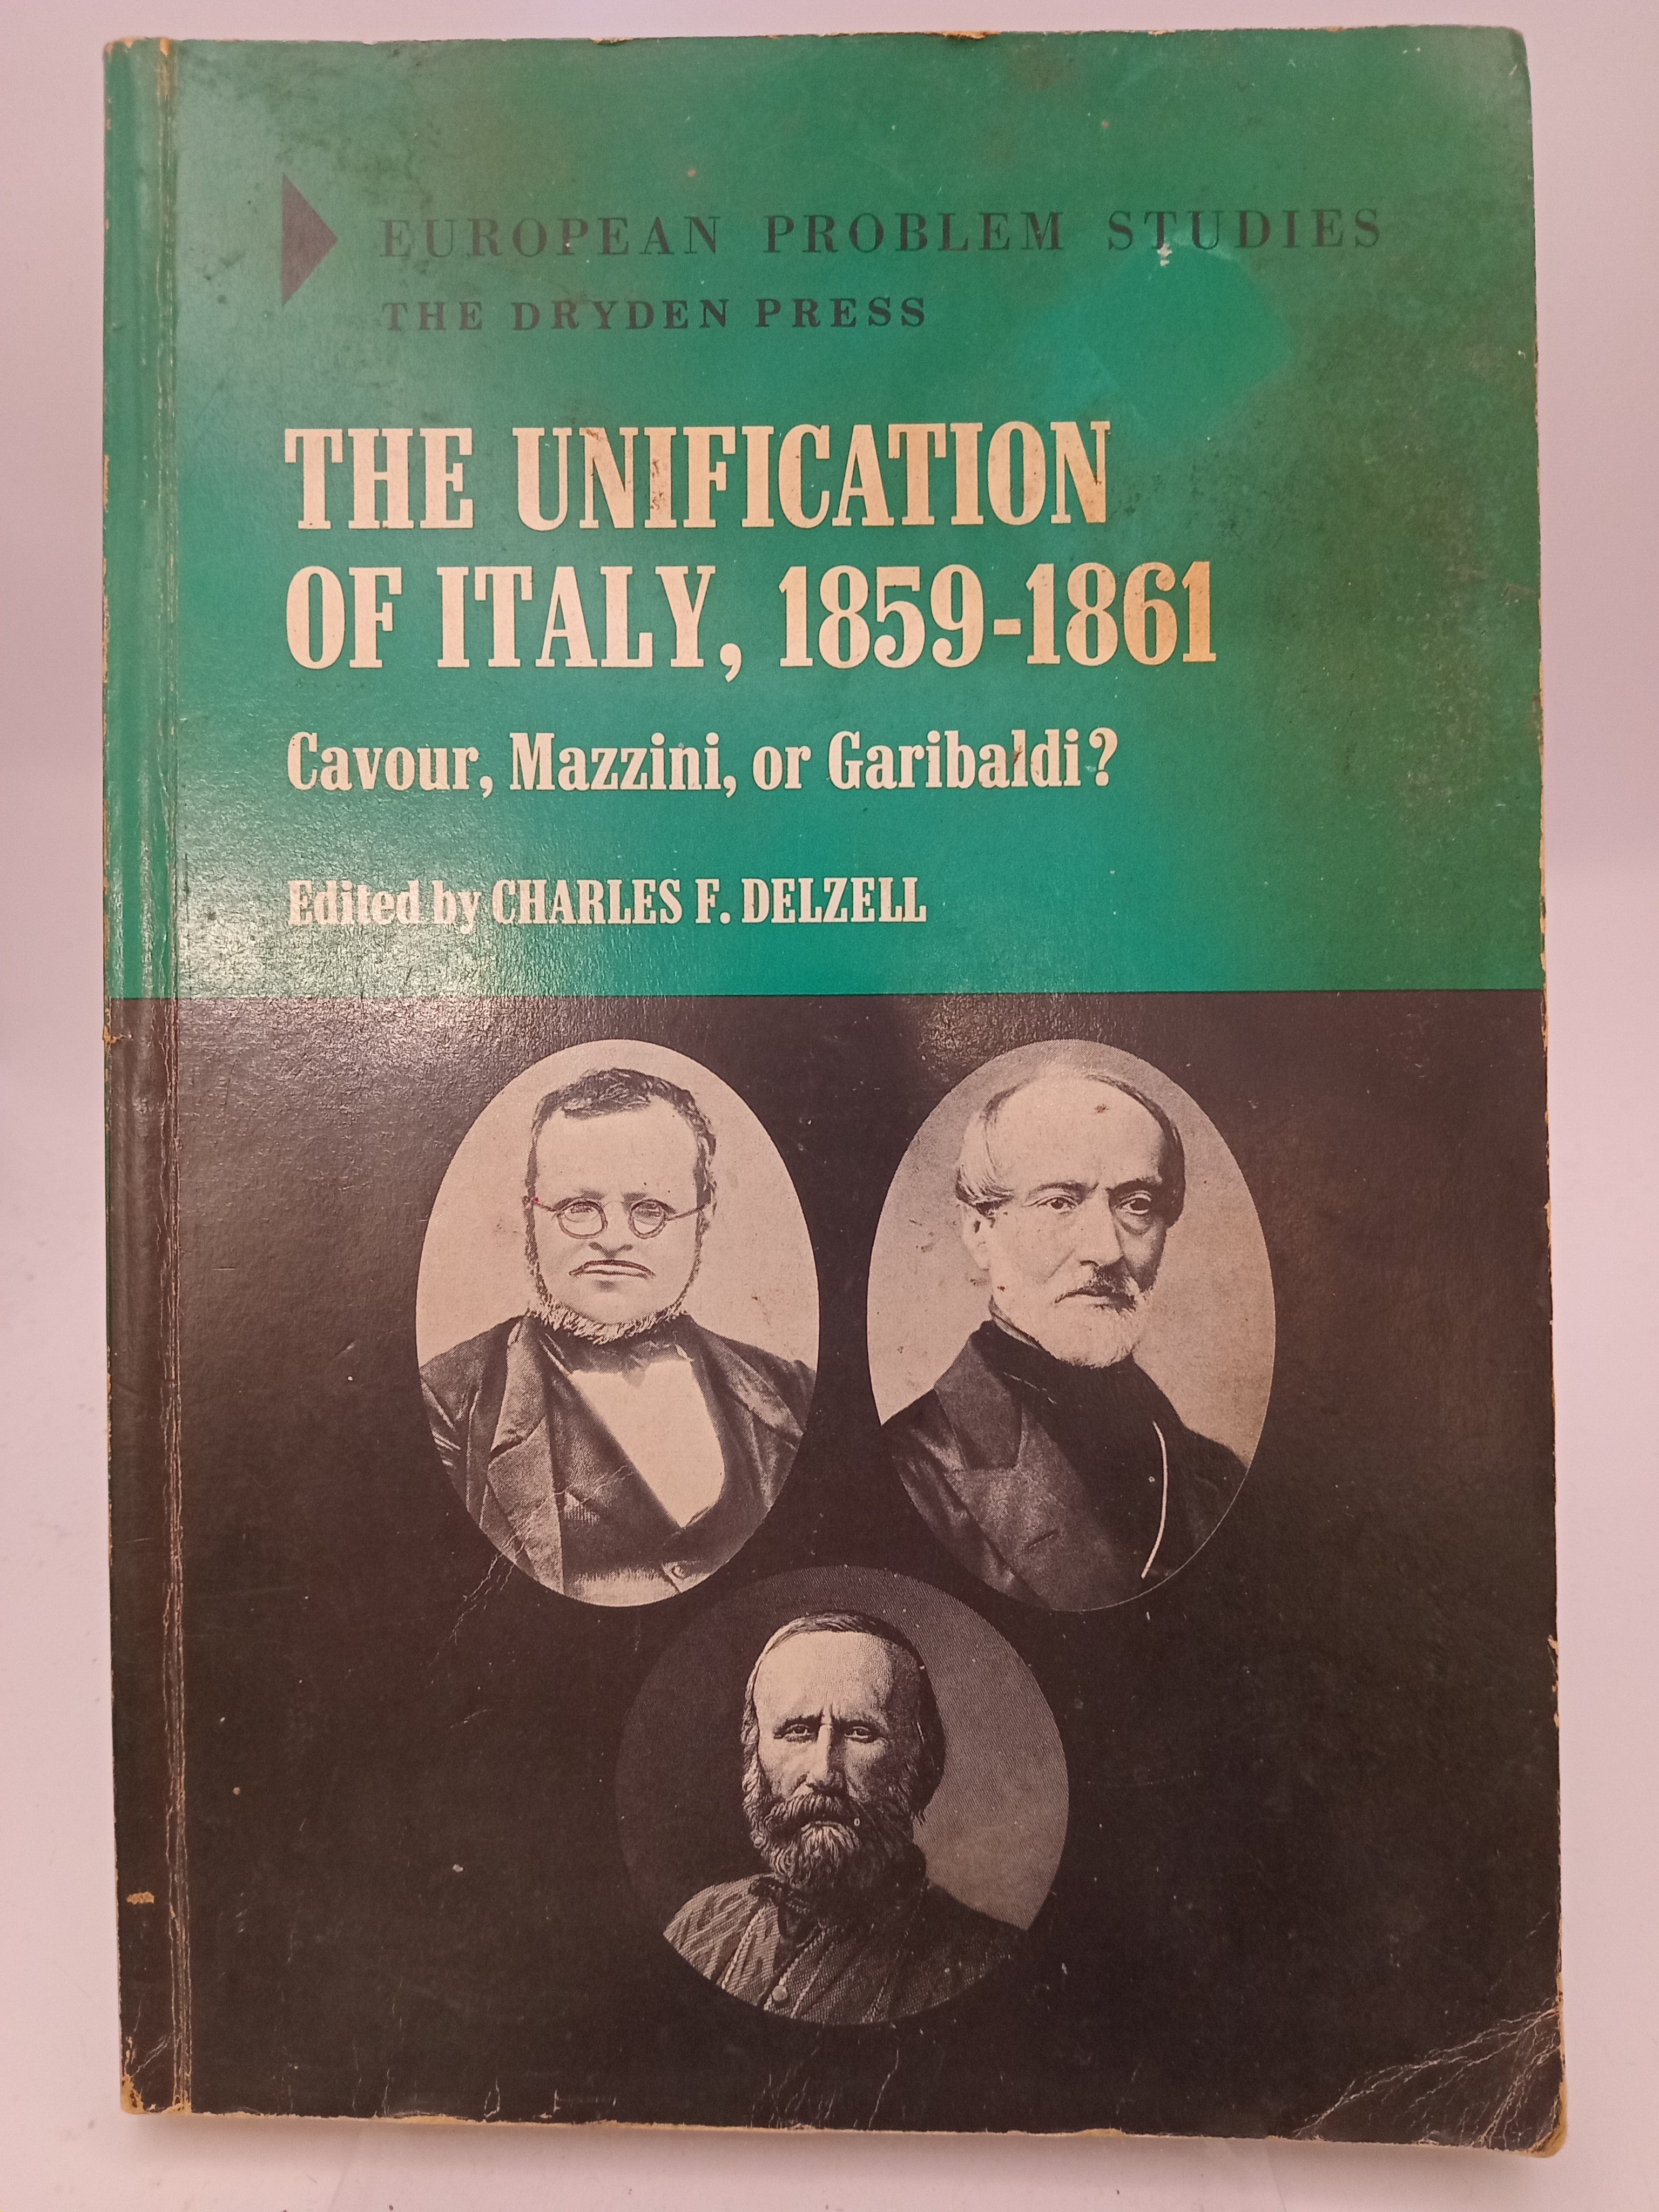 EUROPEAN PROBLEM STUDIES
THE DRYDEN PRESS
THE UNIFICATION
OF ITALY, 1859-1861
Cavour, Mazzini, or Garibaldi?
Edited by CHARLES F. DELZELL